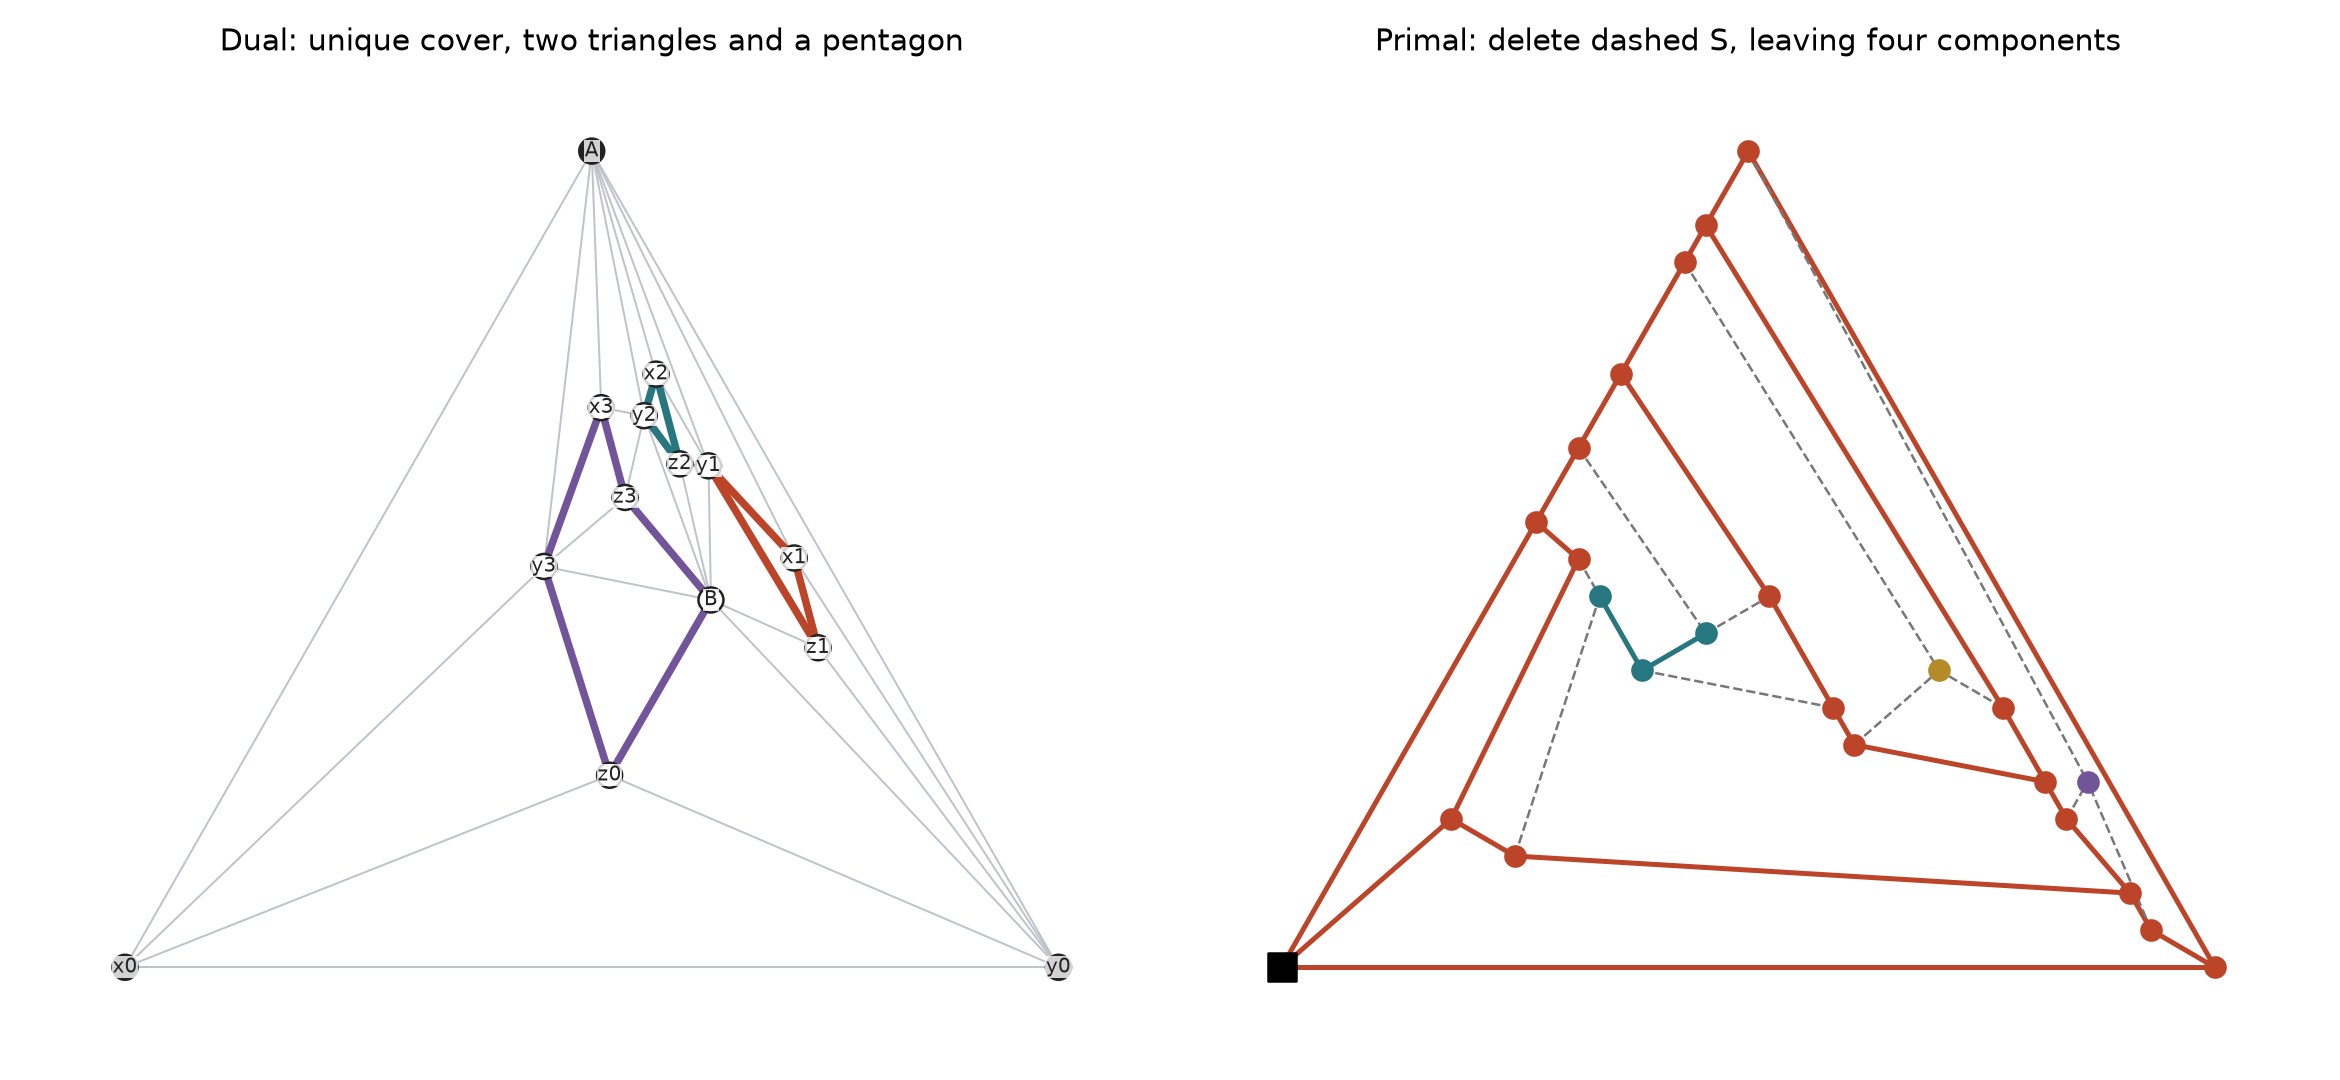 Dual: unique cover, two triangles and a pentagon
Primal: delete dashed S, leaving four components
A
x2
x3
y2
z2
y1
z3
x1
y3
B
z1
z0
x0
y0